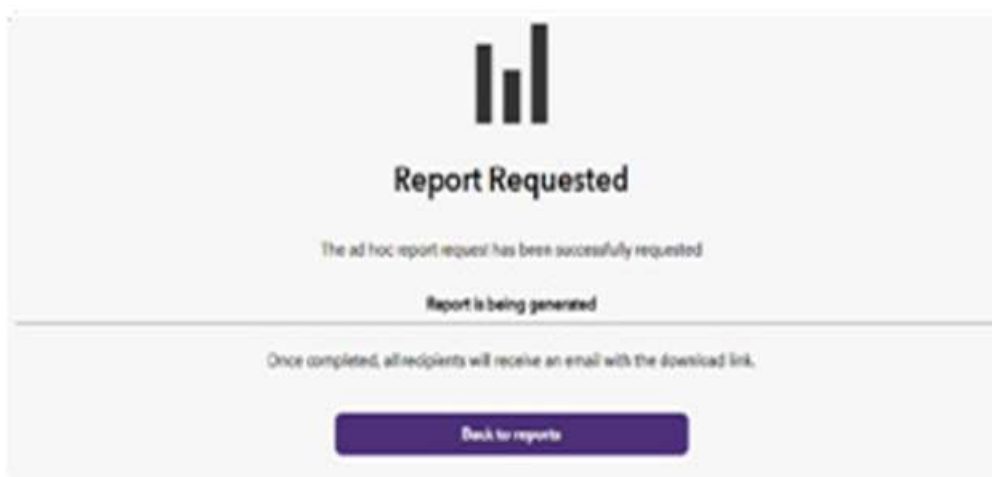 Report Requested
The ad hoc report request has been successfully requested
Report is being generated
Once completed, all recipients will receive an email with the download link.
Back to reports